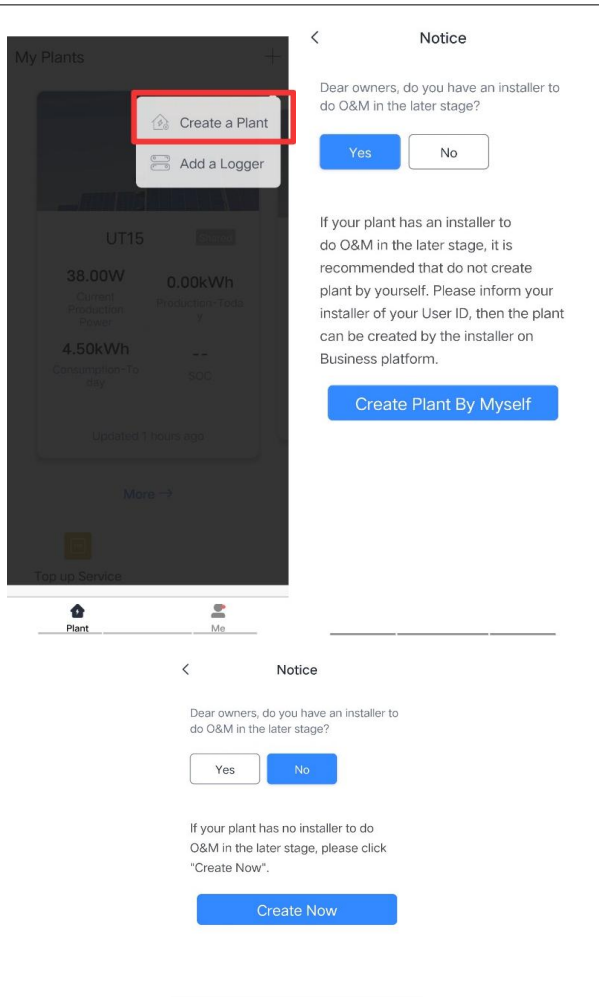 My Plants
Create a Plant
Add a Logger
UT15
38.00W
0.00kWh
Current
Production
Power
Production-Toda
y
4.50kWh
--
Consumption-To
day
SOC
Updated 1 hours ago
More →
Top up Service
Plant
Me
Notice
Dear owners, do you have an installer to
do O&M in the later stage?
Yes
No
If your plant has an installer to
do O&M in the later stage, it is
recommended that do not create
plant by yourself. Please inform your
installer of your User ID, then the plant
can be created by the installer on
Business platform.
Create Plant By Myself
Notice
Dear owners, do you have an installer to
do O&M in the later stage?
Yes
No
If your plant has no installer to do
O&M in the later stage, please click
"Create Now".
Create Now